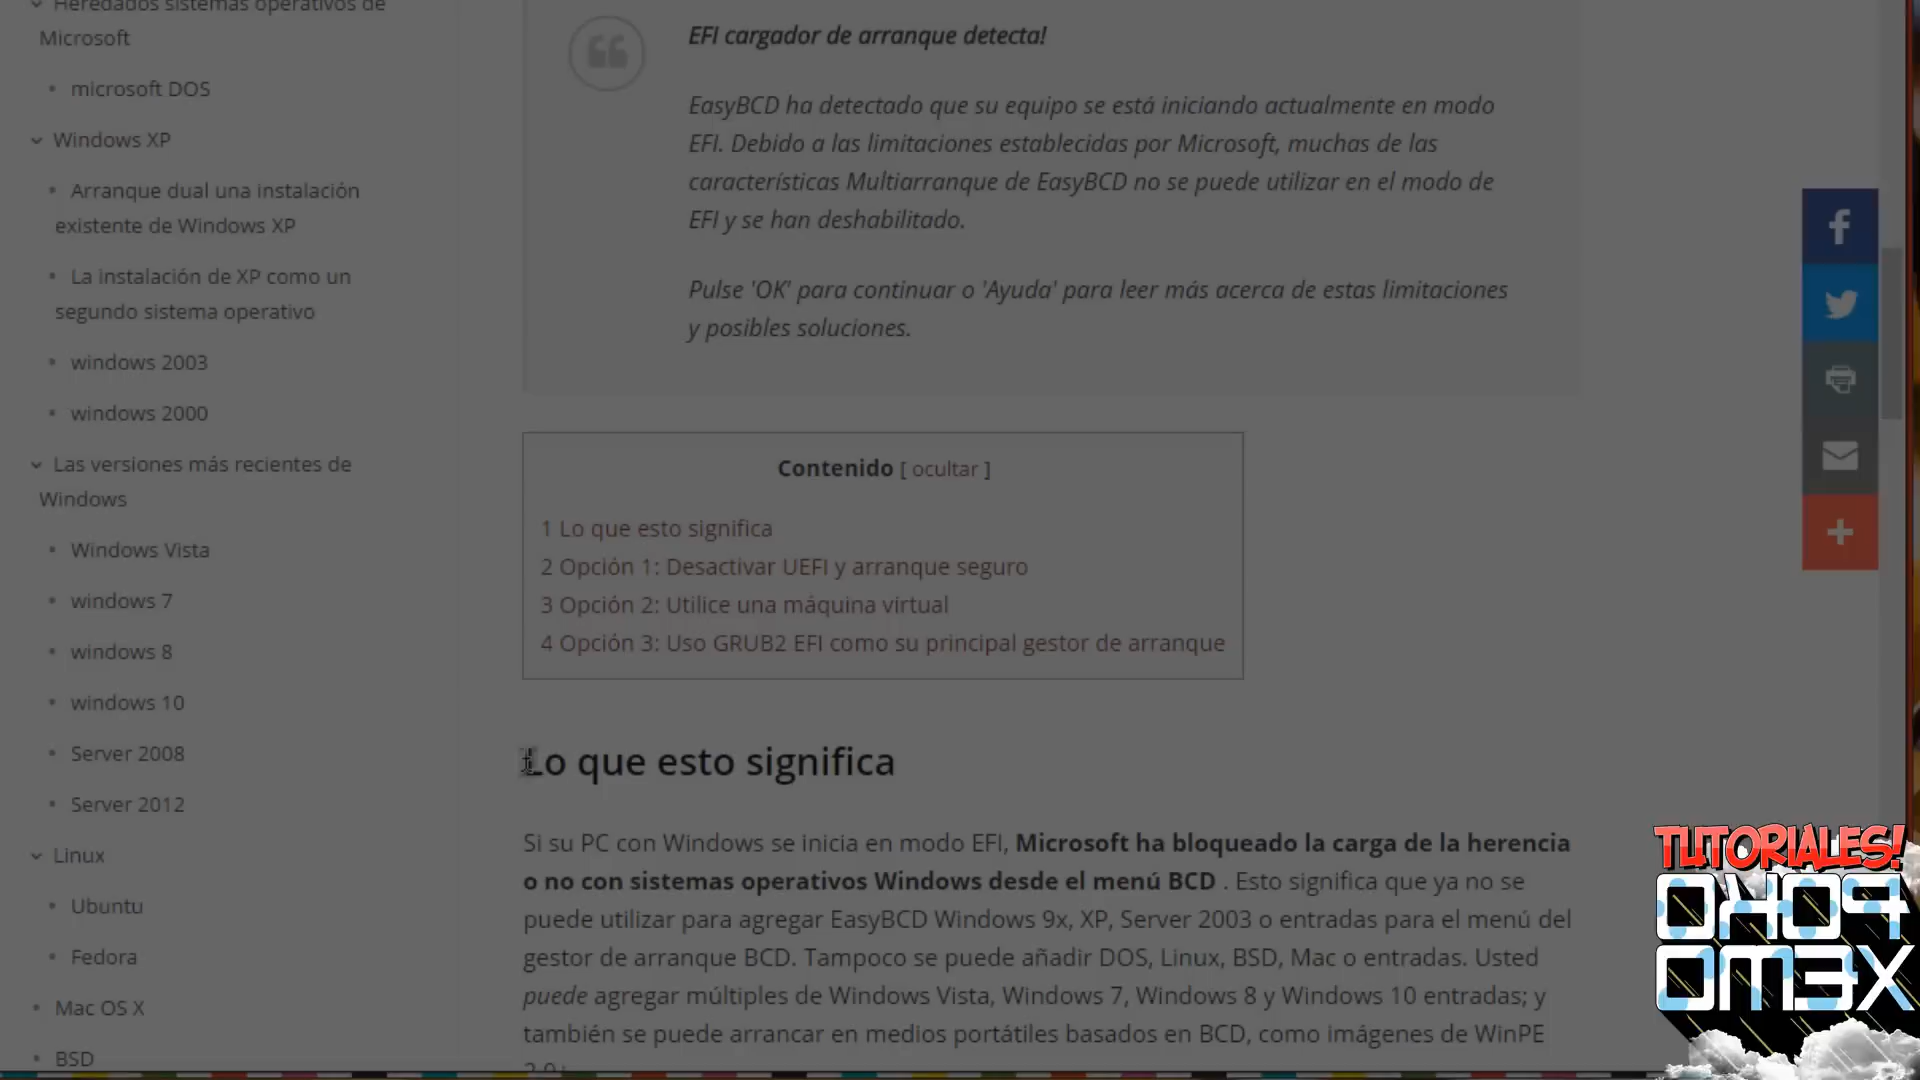 Heredados sistemas operativos de
Microsoft
microsoft DOS
Windows XP
Arranque dual una instalación
existente de Windows XP
La instalación de XP como un
segundo sistema operativo
windows 2003
windows 2000
Las versiones más recientes de
Windows
Windows Vista
windows 7
windows 8
windows 10
Server 2008
Server 2012
Linux
Ubuntu
Fedora
Mac OS X
BSD
EFI cargador de arranque detecta!
EasyBCD ha detectado que su equipo se está iniciando actualmente en modo
EFI. Debido a las limitaciones establecidas por Microsoft, muchas de las
características Multiarranque de EasyBCD no se puede utilizar en el modo de
EFI y se han deshabilitado.
Pulse 'OK' para continuar o 'Ayuda' para leer más acerca de estas limitaciones
y posibles soluciones.
Contenido [ ocultar ]
1 Lo que esto significa
2 Opción 1: Desactivar UEFI y arranque seguro
3 Opción 2: Utilice una máquina virtual
4 Opción 3: Uso GRUB2 EFI como su principal gestor de arranque
Lo que esto significa
Si su PC con Windows se inicia en modo EFI, Microsoft ha bloqueado la carga de la herencia
o no con sistemas operativos Windows desde el menú BCD . Esto significa que ya no se
puede utilizar para agregar EasyBCD Windows 9x, XP, Server 2003 o entradas para el menú del
gestor de arranque BCD. Tampoco se puede añadir DOS, Linux, BSD, Mac o entradas. Usted
puede agregar múltiples de Windows Vista, Windows 7, Windows 8 y Windows 10 entradas; y
también se puede arrancar en medios portátiles basados en BCD, como imágenes de WinPE
TUTORIALES!